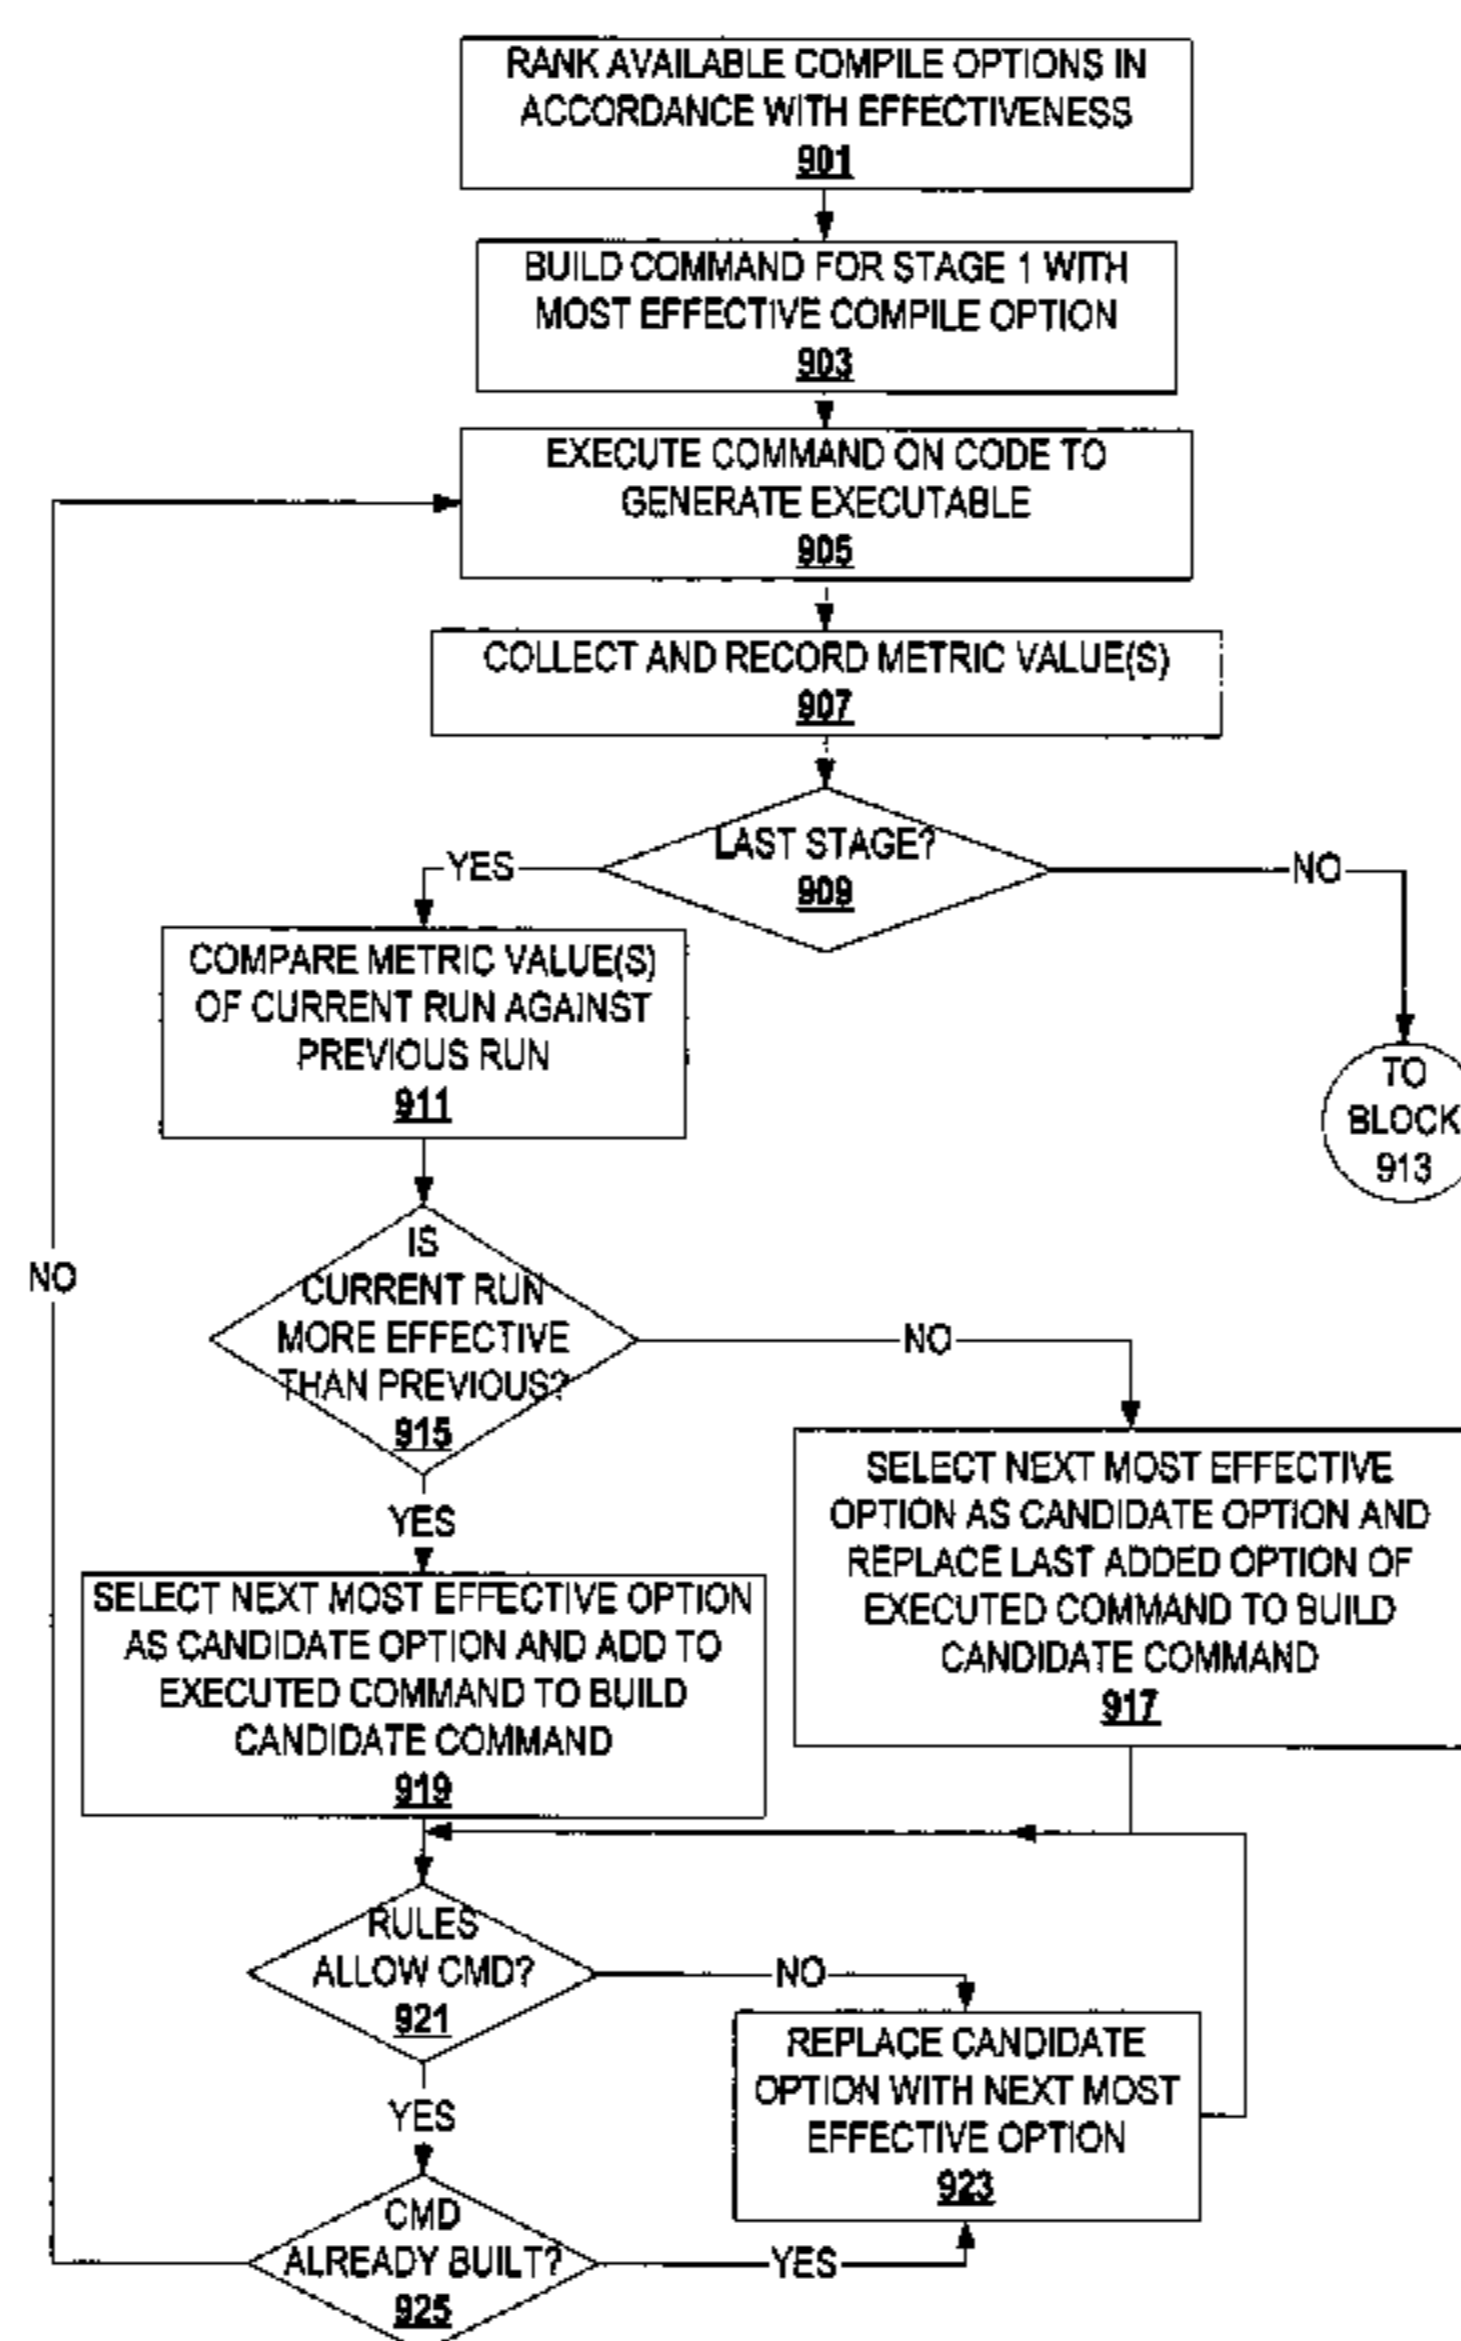 RANK AVAILABLE COMPILE OPTIONS IN
ACCORDANCE WITH EFFECTIVENESS
901
BUILD COMMAND FOR STAGE 1 WITH
MOST EFFECTIVE COMPILE OPTION
903
EXECUTE COMMAND ON CODE TO
GENERATE EXECUTABLE
905
COLLECT AND RECORD METRIC VALUE(S)
907
LAST STAGE?
909
YES
NO
COMPARE METRIC VALUE(S)
OF CURRENT RUN AGAINST
PREVIOUS RUN
911
TO
BLOCK
913
IS
CURRENT RUN
MORE EFFECTIVE
THAN PREVIOUS?
915
NO
NO
YES
SELECT NEXT MOST EFFECTIVE
OPTION AS CANDIDATE OPTION AND
REPLACE LAST ADDED OPTION OF
EXECUTED COMMAND TO BUILD
CANDIDATE COMMAND
917
SELECT NEXT MOST EFFECTIVE OPTION
AS CANDIDATE OPTION AND ADD TO
EXECUTED COMMAND TO BUILD
CANDIDATE COMMAND
919
RULES
ALLOW CMD?
921
NO
YES
REPLACE CANDIDATE
OPTION WITH NEXT MOST
EFFECTIVE OPTION
923
CMD
ALREADY BUILT?
925
YES